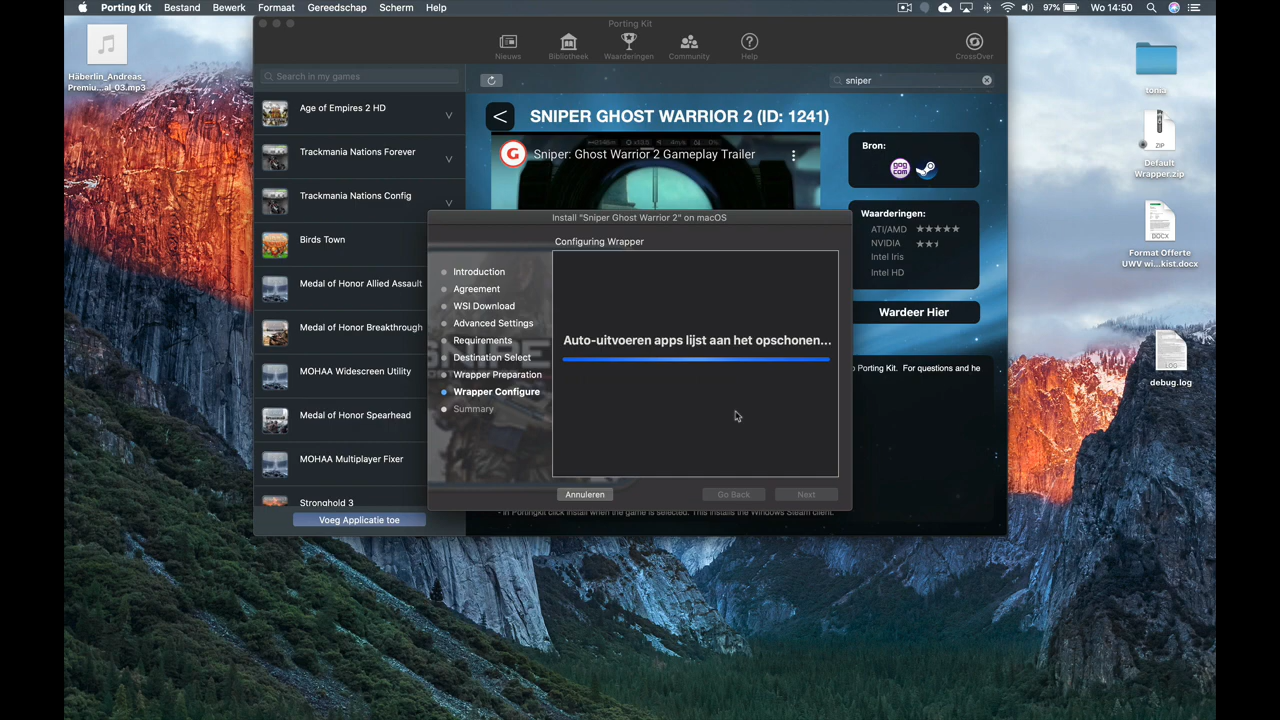 Porting Kit Bestand Bewerk Formaat Gereedschap Scherm Help 97% Wo 14:50
Häberlin_Andreas_
Premiu...al_03.mp3
Porting Kit
Nieuws Bibliotheek Waarderingen Community Help CrossOver
Search in my games
sniper
Age of Empires 2 HD
Trackmania Nations Forever
Trackmania Nations Config
Birds Town
Medal of Honor Allied Assault
Medal of Honor Breakthrough
MOHAA Widescreen Utility
Medal of Honor Spearhead
MOHAA Multiplayer Fixer
Stronghold 3
Voeg Applicatie toe
<
SNIPER GHOST WARRIOR 2 (ID: 1241)
G
Sniper: Ghost Warrior 2 Gameplay Trailer
Bron:
GOG
COM
Waarderingen:
ATI/AMD ★★★★★
NVIDIA
Intel Iris
Intel HD
Wardeer Hier
Porting Kit. For questions and he
Install "Sniper Ghost Warrior 2" on macOS
Configuring Wrapper
Introduction
Agreement
WSI Download
Advanced Settings
Requirements
Destination Select
Wrapper Preparation
Wrapper Configure
Summary
Auto-uitvoeren apps lijst aan het opschonen...
Annuleren Go Back Next
- In Portingkit click install when the game is selected. This installs the Windows Steam client.
tonia
ZIP
Default
Wrapper.zip
DOCX
Format Offerte
UWV wi...kist.docx
LOG
debug.log